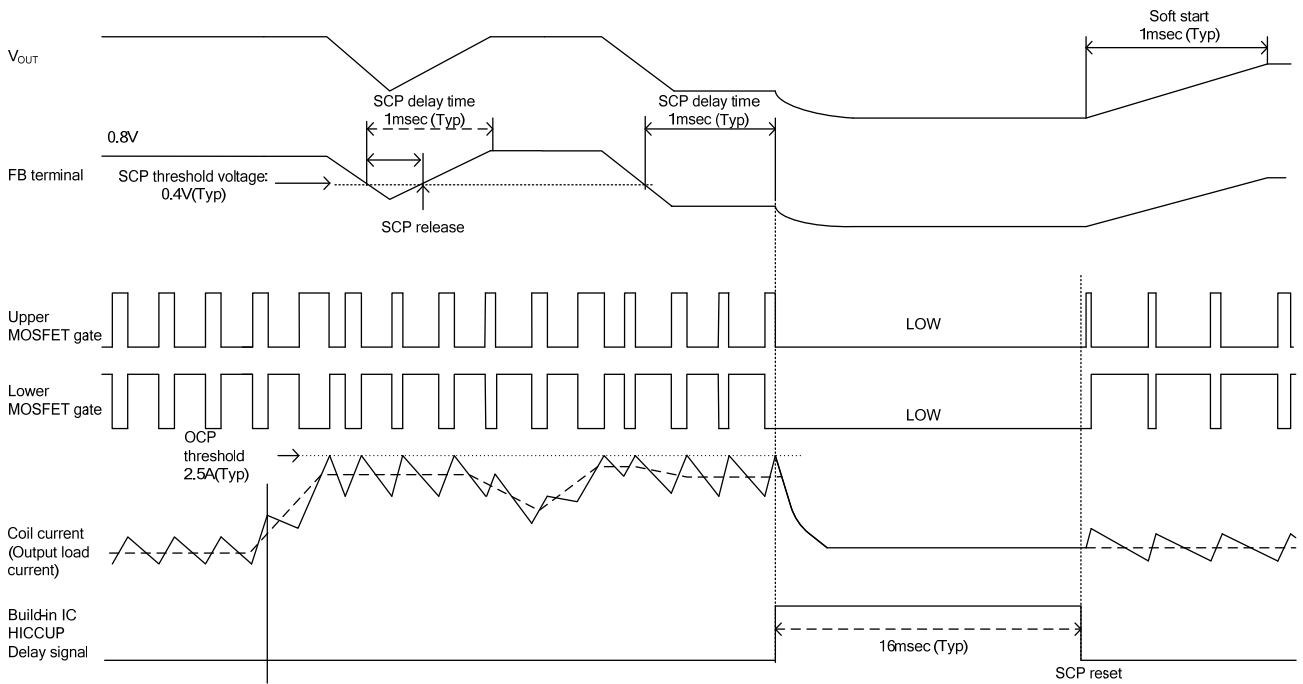 Soft start
1msec (Typ)
VOUT
SCP delay time
1msec (Typ)
SCP delay time
1msec (Typ)
0.8V
FB terminal
SCP threshold voltage:
0.4V(Typ)
SCP release
Upper
MOSFET gate
LOW
Lower
MOSFET gate
LOW
OCP
threshold
2.5A(Typ)
Coil current
(Output load
current)
Build-in IC
HICCUP
Delay signal
16msec (Typ)
SCP reset